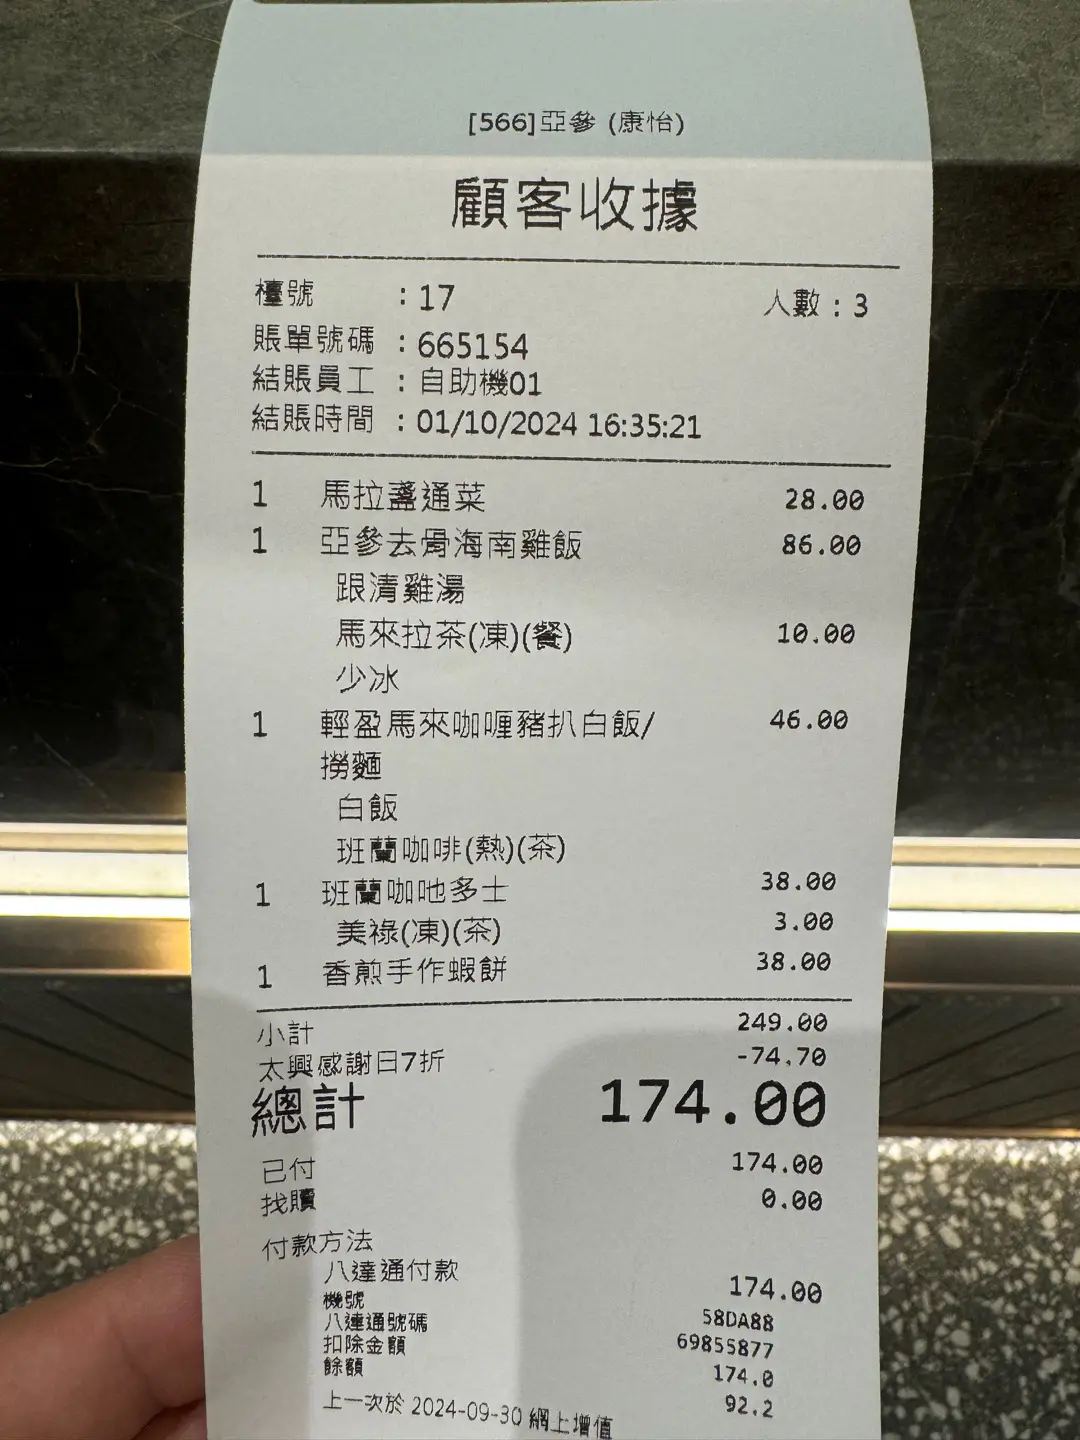 [566]亞參 (康怡)
顧客收據
檯號 : 17 人數 : 3
賬單號碼 : 665154
結賬員工 : 自助機01
結賬時間 : 01/10/2024 16:35:21
1 馬拉盞通菜 28.00
1 亞參去骨海南雞飯 86.00
跟清雞湯
馬來拉茶(凍)(餐) 10.00
少冰
1 輕盈馬來咖喱豬扒白飯/ 46.00
撈麵
白飯
班蘭咖啡(熱)(茶)
1 班蘭咖吔多士 38.00
美祿(凍)(茶) 3.00
1 香煎手作蝦餅 38.00
小計 249.00
太興感謝日7折 -74.70
總計 174.00
已付 174.00
找贖 0.00
付款方法
八達通付款 174.00
機號 58DA88
八達通號碼 69855877
扣除金額 174.0
餘額 92.2
上一次於 2024-09-30 網上增值